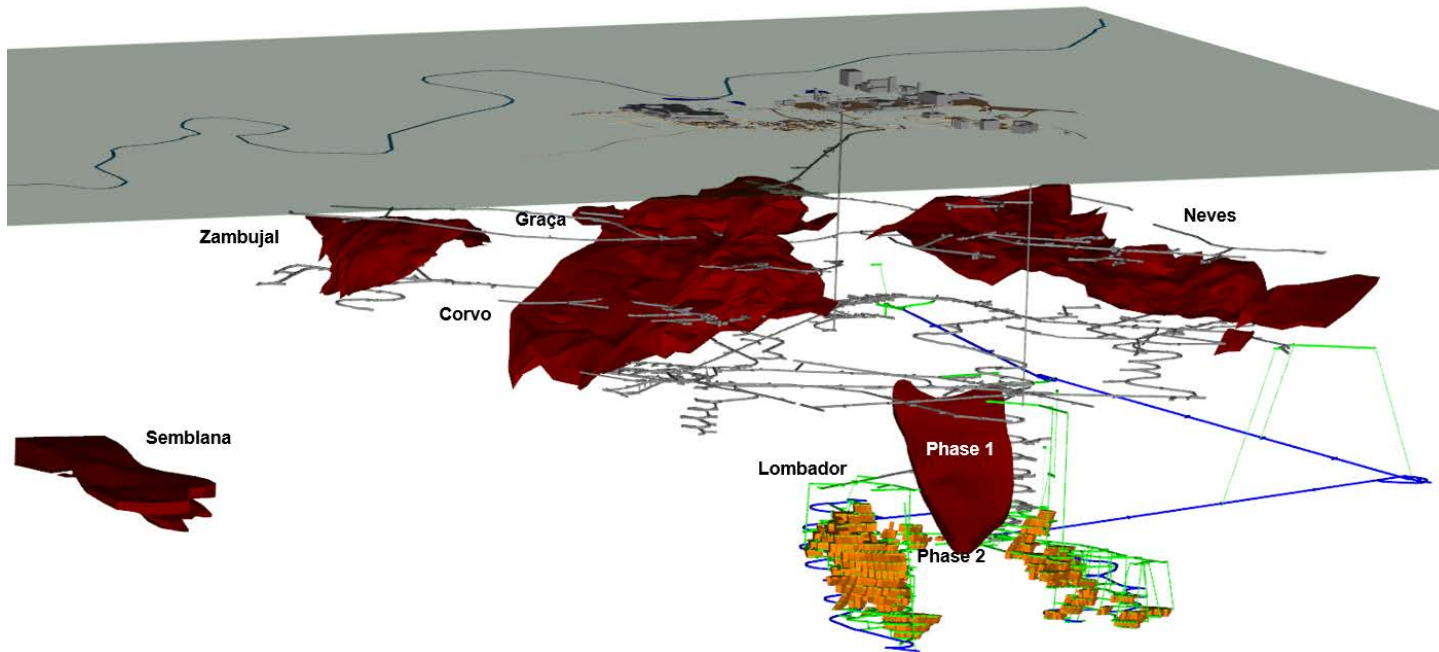 Graça
Neves
Zambujal
Corvo
Semblana
Phase 1
Lombador
Phase 2